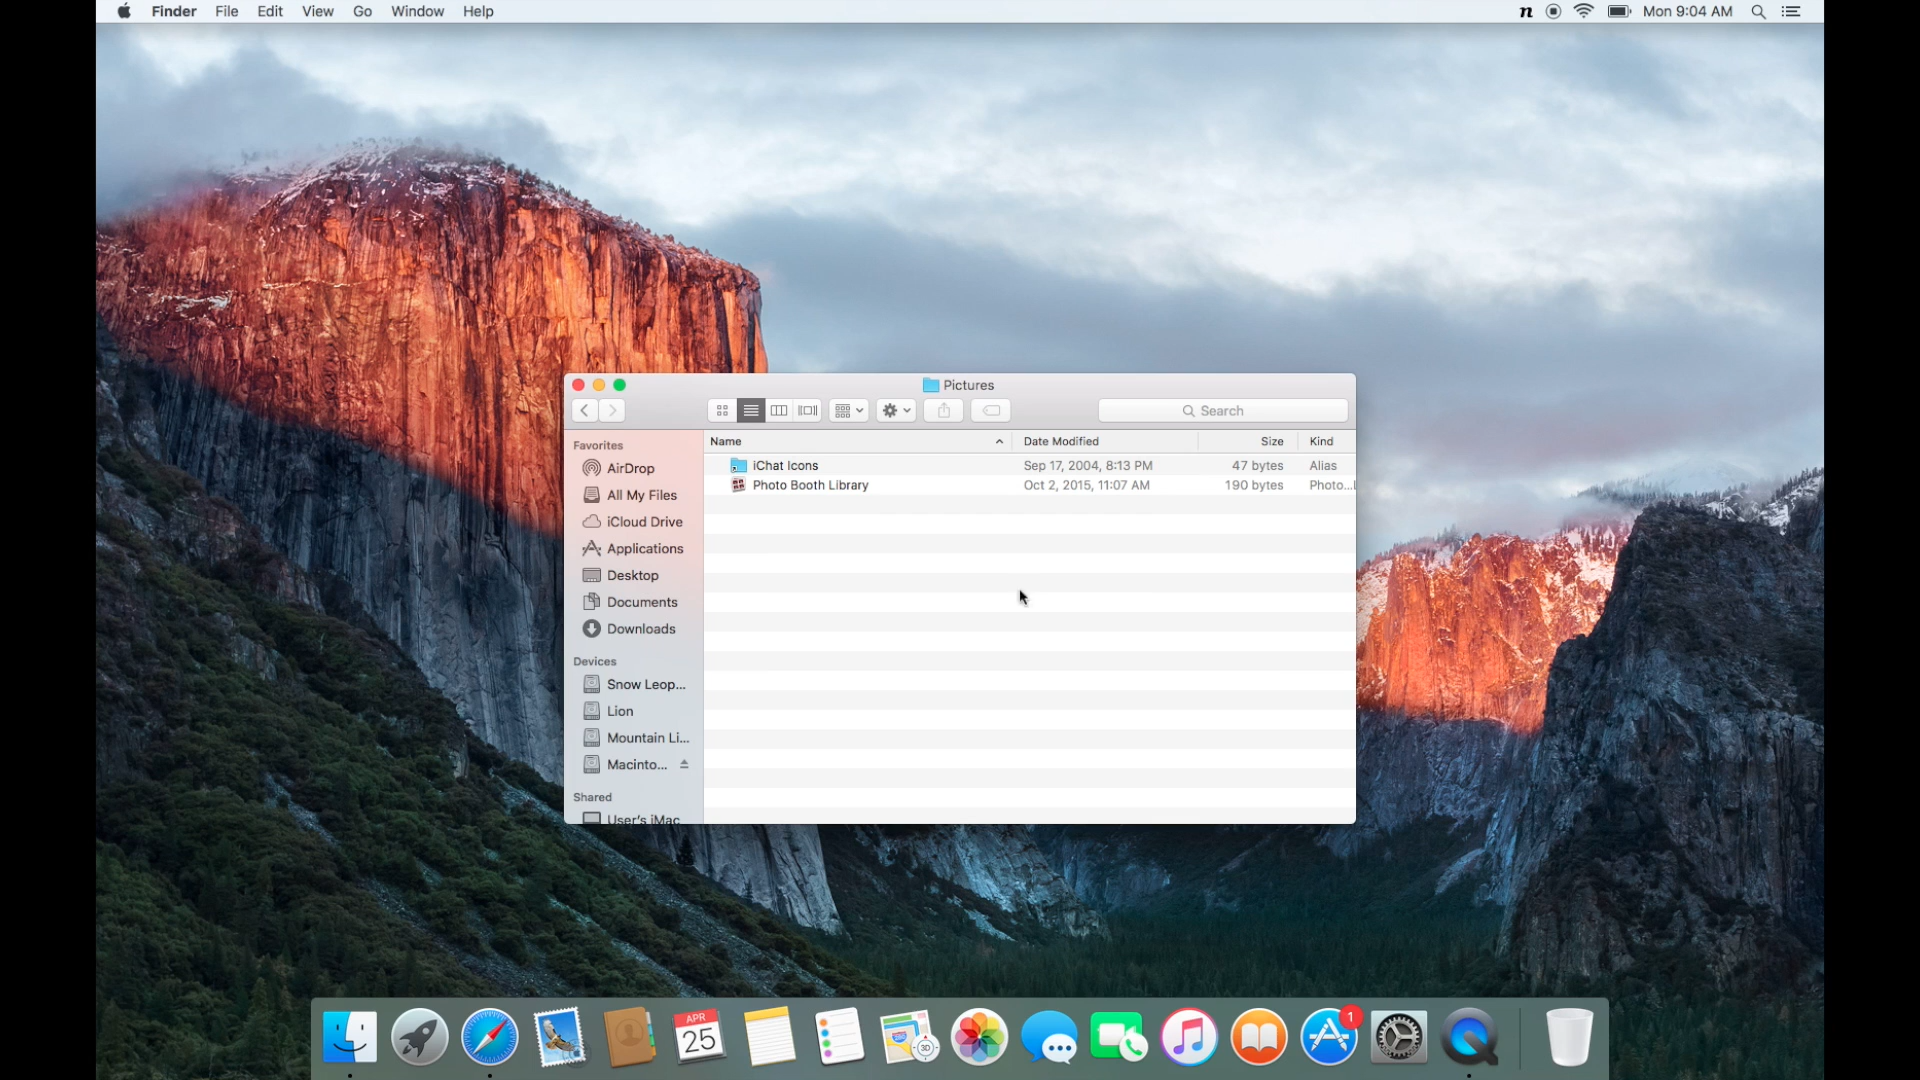 Finder File Edit View Go Window Help
n Mon 9:04 AM
Pictures
Search
Name Date Modified Size Kind
iChat Icons Sep 17, 2004, 8:13 PM 47 bytes Alias
Photo Booth Library Oct 2, 2015, 11:07 AM 190 bytes Photo...
Favorites
AirDrop
All My Files
iCloud Drive
Applications
Desktop
Documents
Downloads
Devices
Snow Leop...
Lion
Mountain Li...
Macinto...
Shared
User's iMac
APR
25
3D
1